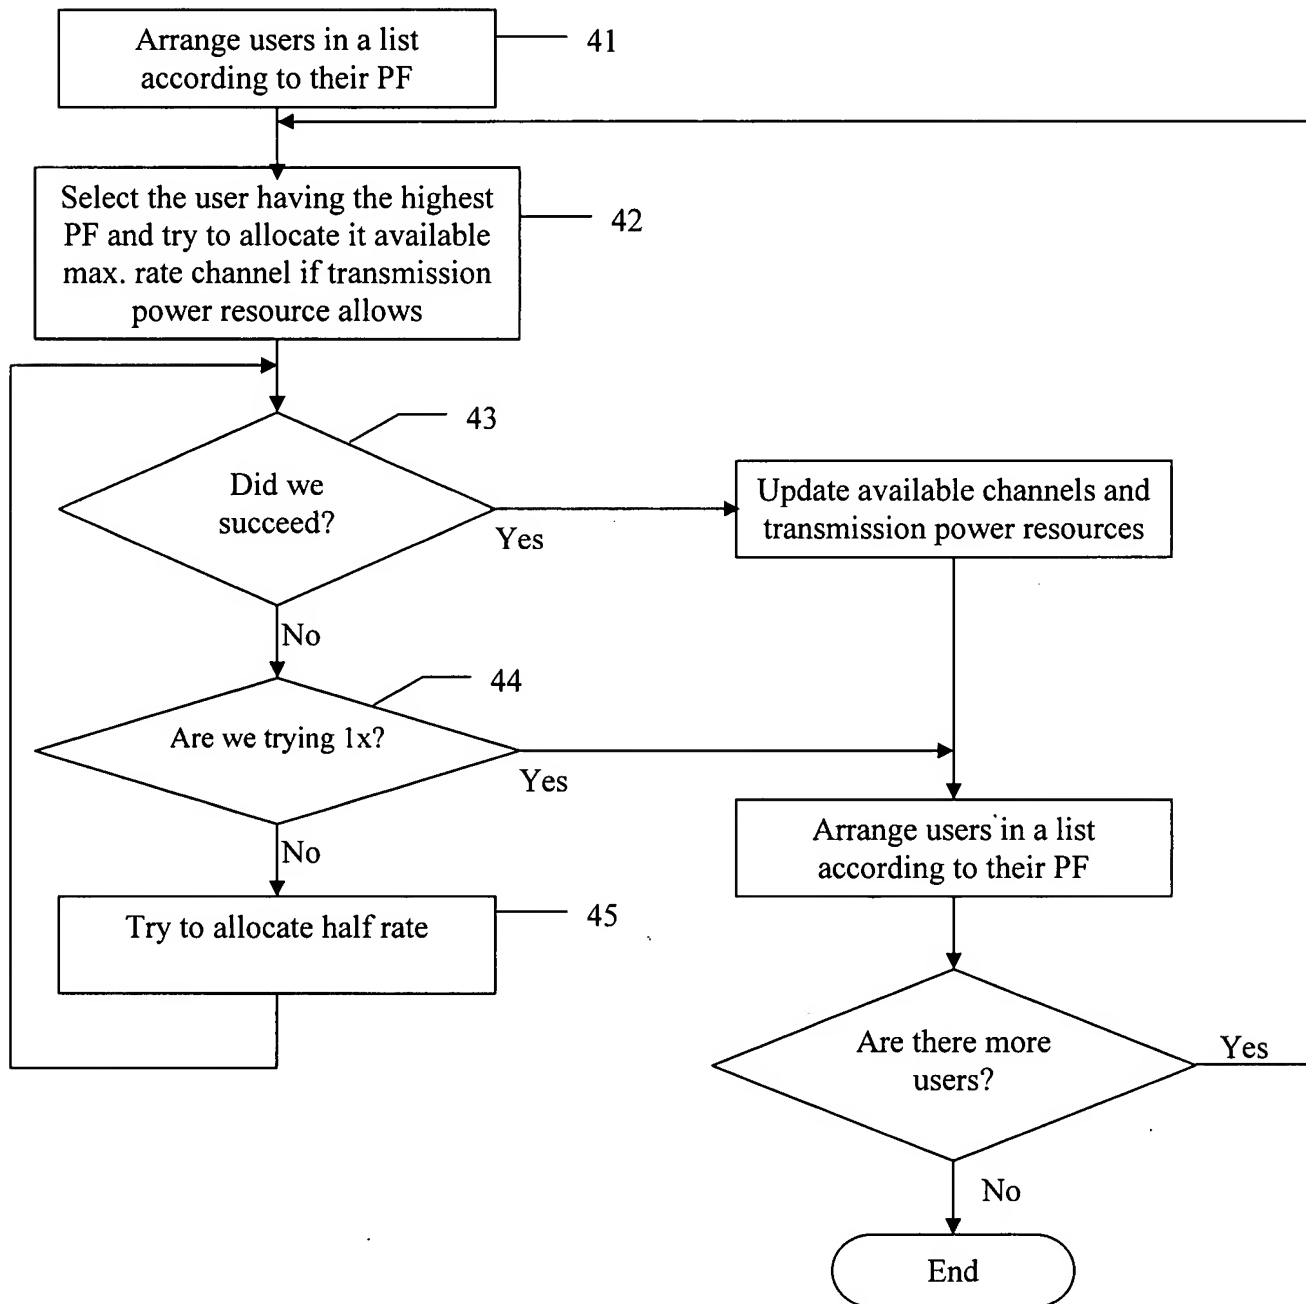 Arrange users in a list
according to their PF
41
Select the user having the highest
PF and try to allocate it available
max. rate channel if transmission
power resource allows
42
43
Did we
succeed?
Yes
Update available channels and
transmission power resources
No
44
Are we trying 1x?
Yes
No
Arrange users in a list
according to their PF
Try to allocate half rate
45
Are there more
users?
Yes
No
End